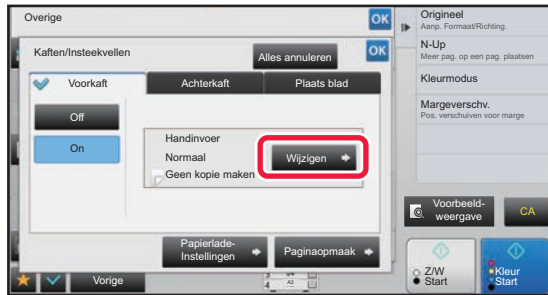 Overige
OK
Kaften/Insteekvellen
Alles annuleren
OK
Voorkaft
Achterkaft
Plaats blad
Off
On
Handinvoer
Normaal
Geen kopie maken
Wijzigen
Papierlade-
Instellingen
Paginaopmaak
Vorige
Origineel
Aanp. Formaat/Richting.
N-Up
Meer pag. op een pag. plaatsen
Kleurmodus
Margeverschv.
Pos. verschuiven voor marge
Voorbeeld-
weergave
CA
Z/W
Start
Kleur
Start